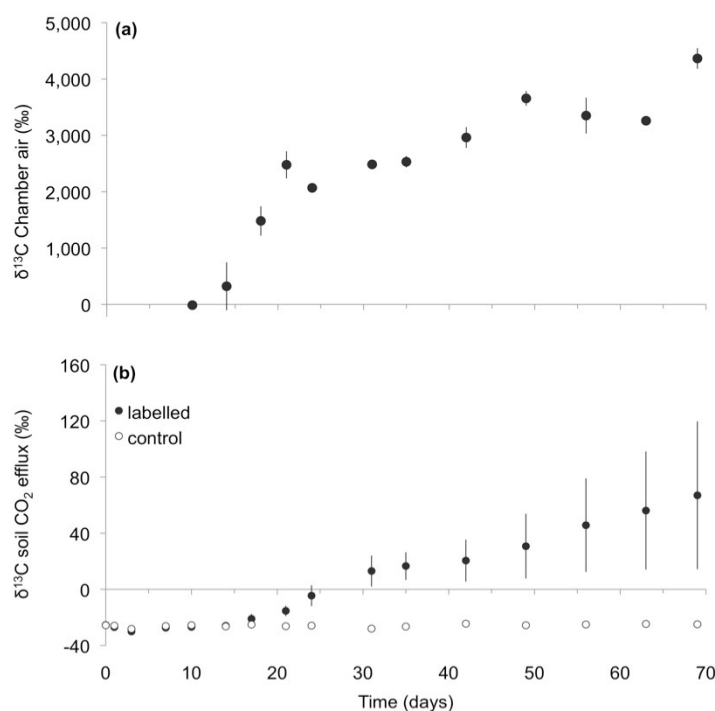 (a)
5,000
4,000
3,000
2,000
1,000
0
δ¹³C Chamber air (‰)
(b)
160
120
80
40
0
-40
δ¹³C soil CO₂ efflux (‰)
labelled
control
0 10 20 30 40 50 60 70
Time (days)